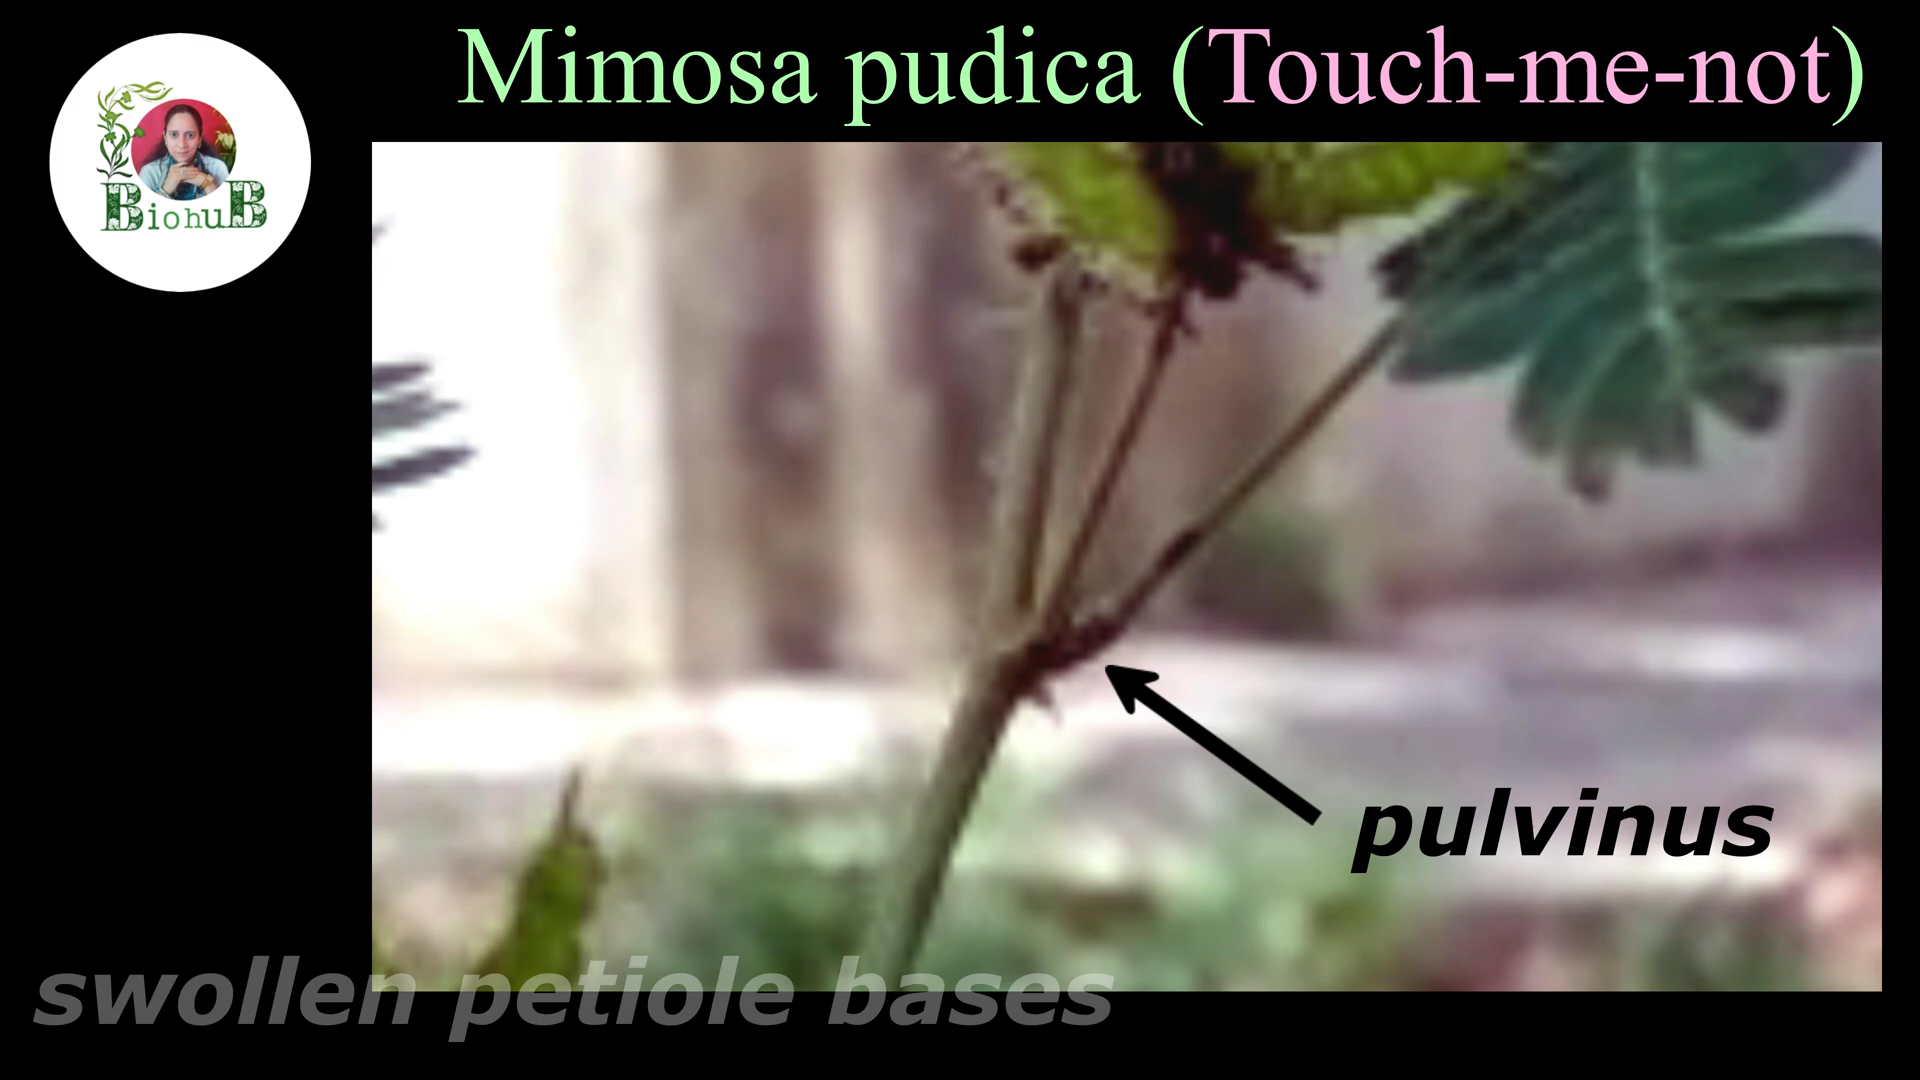 Mimosa pudica (Touch-me-not)
BiohuB
pulvinus
swollen petiole bases